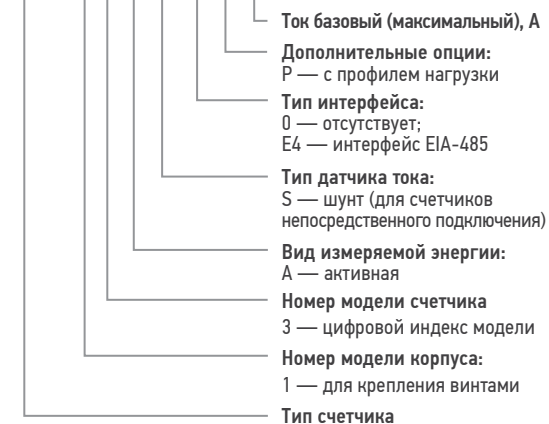 Ток базовый (максимальный), А
Дополнительные опции:
P — с профилем нагрузки
Тип интерфейса:
0 — отсутствует;
E4 — интерфейс EIA-485
Тип датчика тока:
S — шунт (для счетчиков
непосредственного подключения)
Вид измеряемой энергии:
А — активная
Номер модели счетчика
3 — цифровой индекс модели
Номер модели корпуса:
1 — для крепления винтами
Тип счетчика